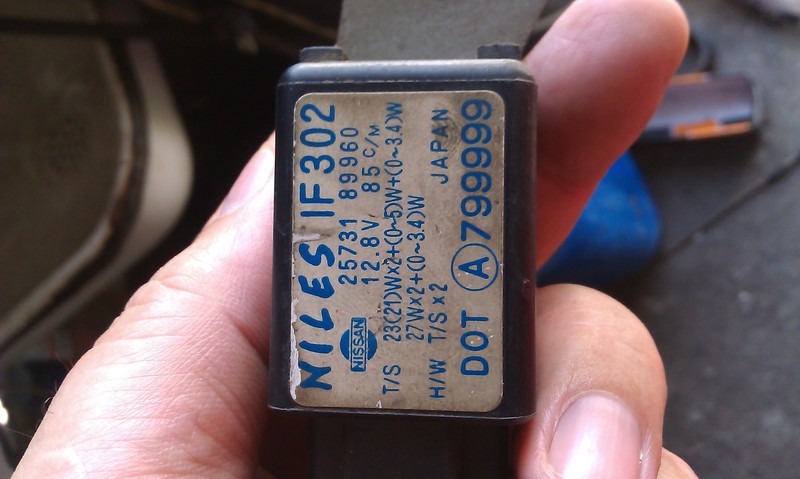 NILES IF302
25731 89960
NISSAN
12.8V 85 C/M
T/S 23(21)W×2+(0~5)W+(0~3.4)W
27W×2+(0~3.4)W
H/W T/S×2 JAPAN
DOT A 799999